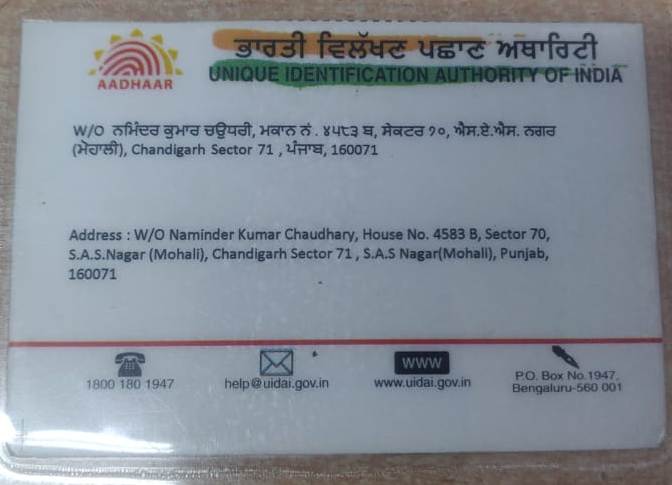 AADHAAR
ਭਾਰਤੀ ਵਿਲੱਖਣ ਪਛਾਣ ਅਥਾਰਿਟੀ
UNIQUE IDENTIFICATION AUTHORITY OF INDIA
W/O ਨਮਿੰਦਰ ਕੁਮਾਰ ਚਉਧਰੀ, ਮਕਾਨ ਨੰ . ੪੫੮੩ ਬ, ਸੇਕਟਰ ੭੦, ਐਸ.ਏ.ਐਸ. ਨਗਰ
(ਮੋਹਾਲੀ), Chandigarh Sector 71 , ਪੰਜਾਬ, 160071
Address : W/O Naminder Kumar Chaudhary, House No. 4583 B, Sector 70,
S.A.S.Nagar (Mohali), Chandigarh Sector 71 , S.A.S Nagar(Mohali), Punjab,
160071
1947
1800 180 1947
help@uidai.gov.in
WWW
www.uidai.gov.in
P.O. Box No.1947,
Bengaluru-560 001